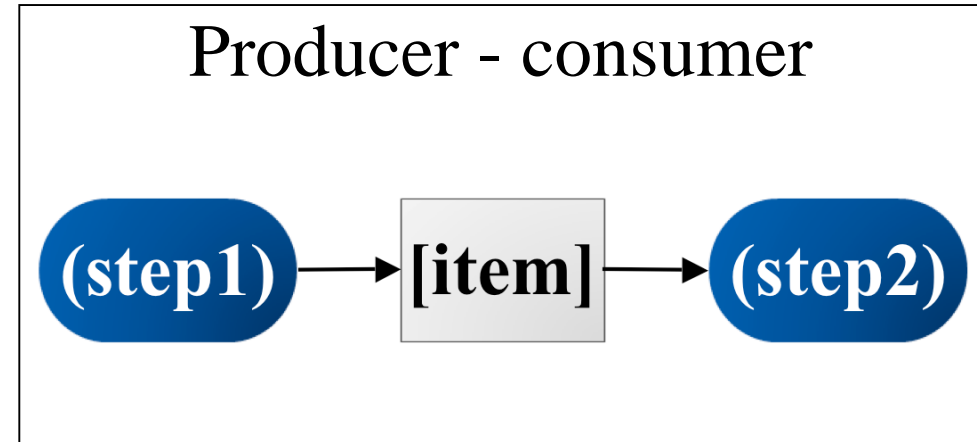 Producer - consumer
(step1) [item] (step2)